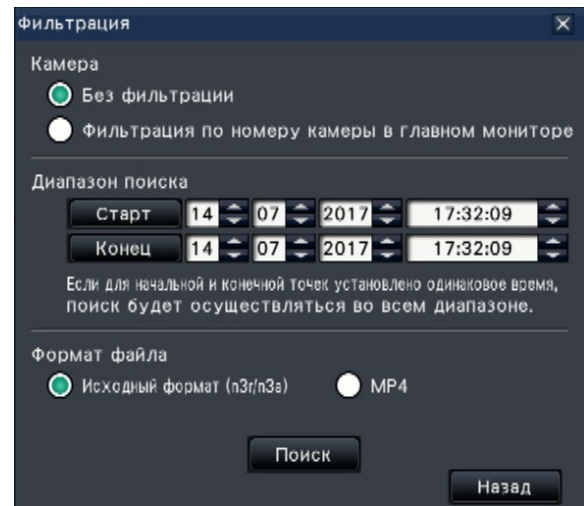 Фильтрация
Камера
Без фильтрации
Фильтрация по номеру камеры в главном мониторе
Диапазон поиска
Старт 14 07 2017 17:32:09
Конец 14 07 2017 17:32:09
Если для начальной и конечной точек установлено одинаковое время,
поиск будет осуществляться во всем диапазоне.
Формат файла
Исходный формат (n3r/n3a) MP4
Поиск
Назад